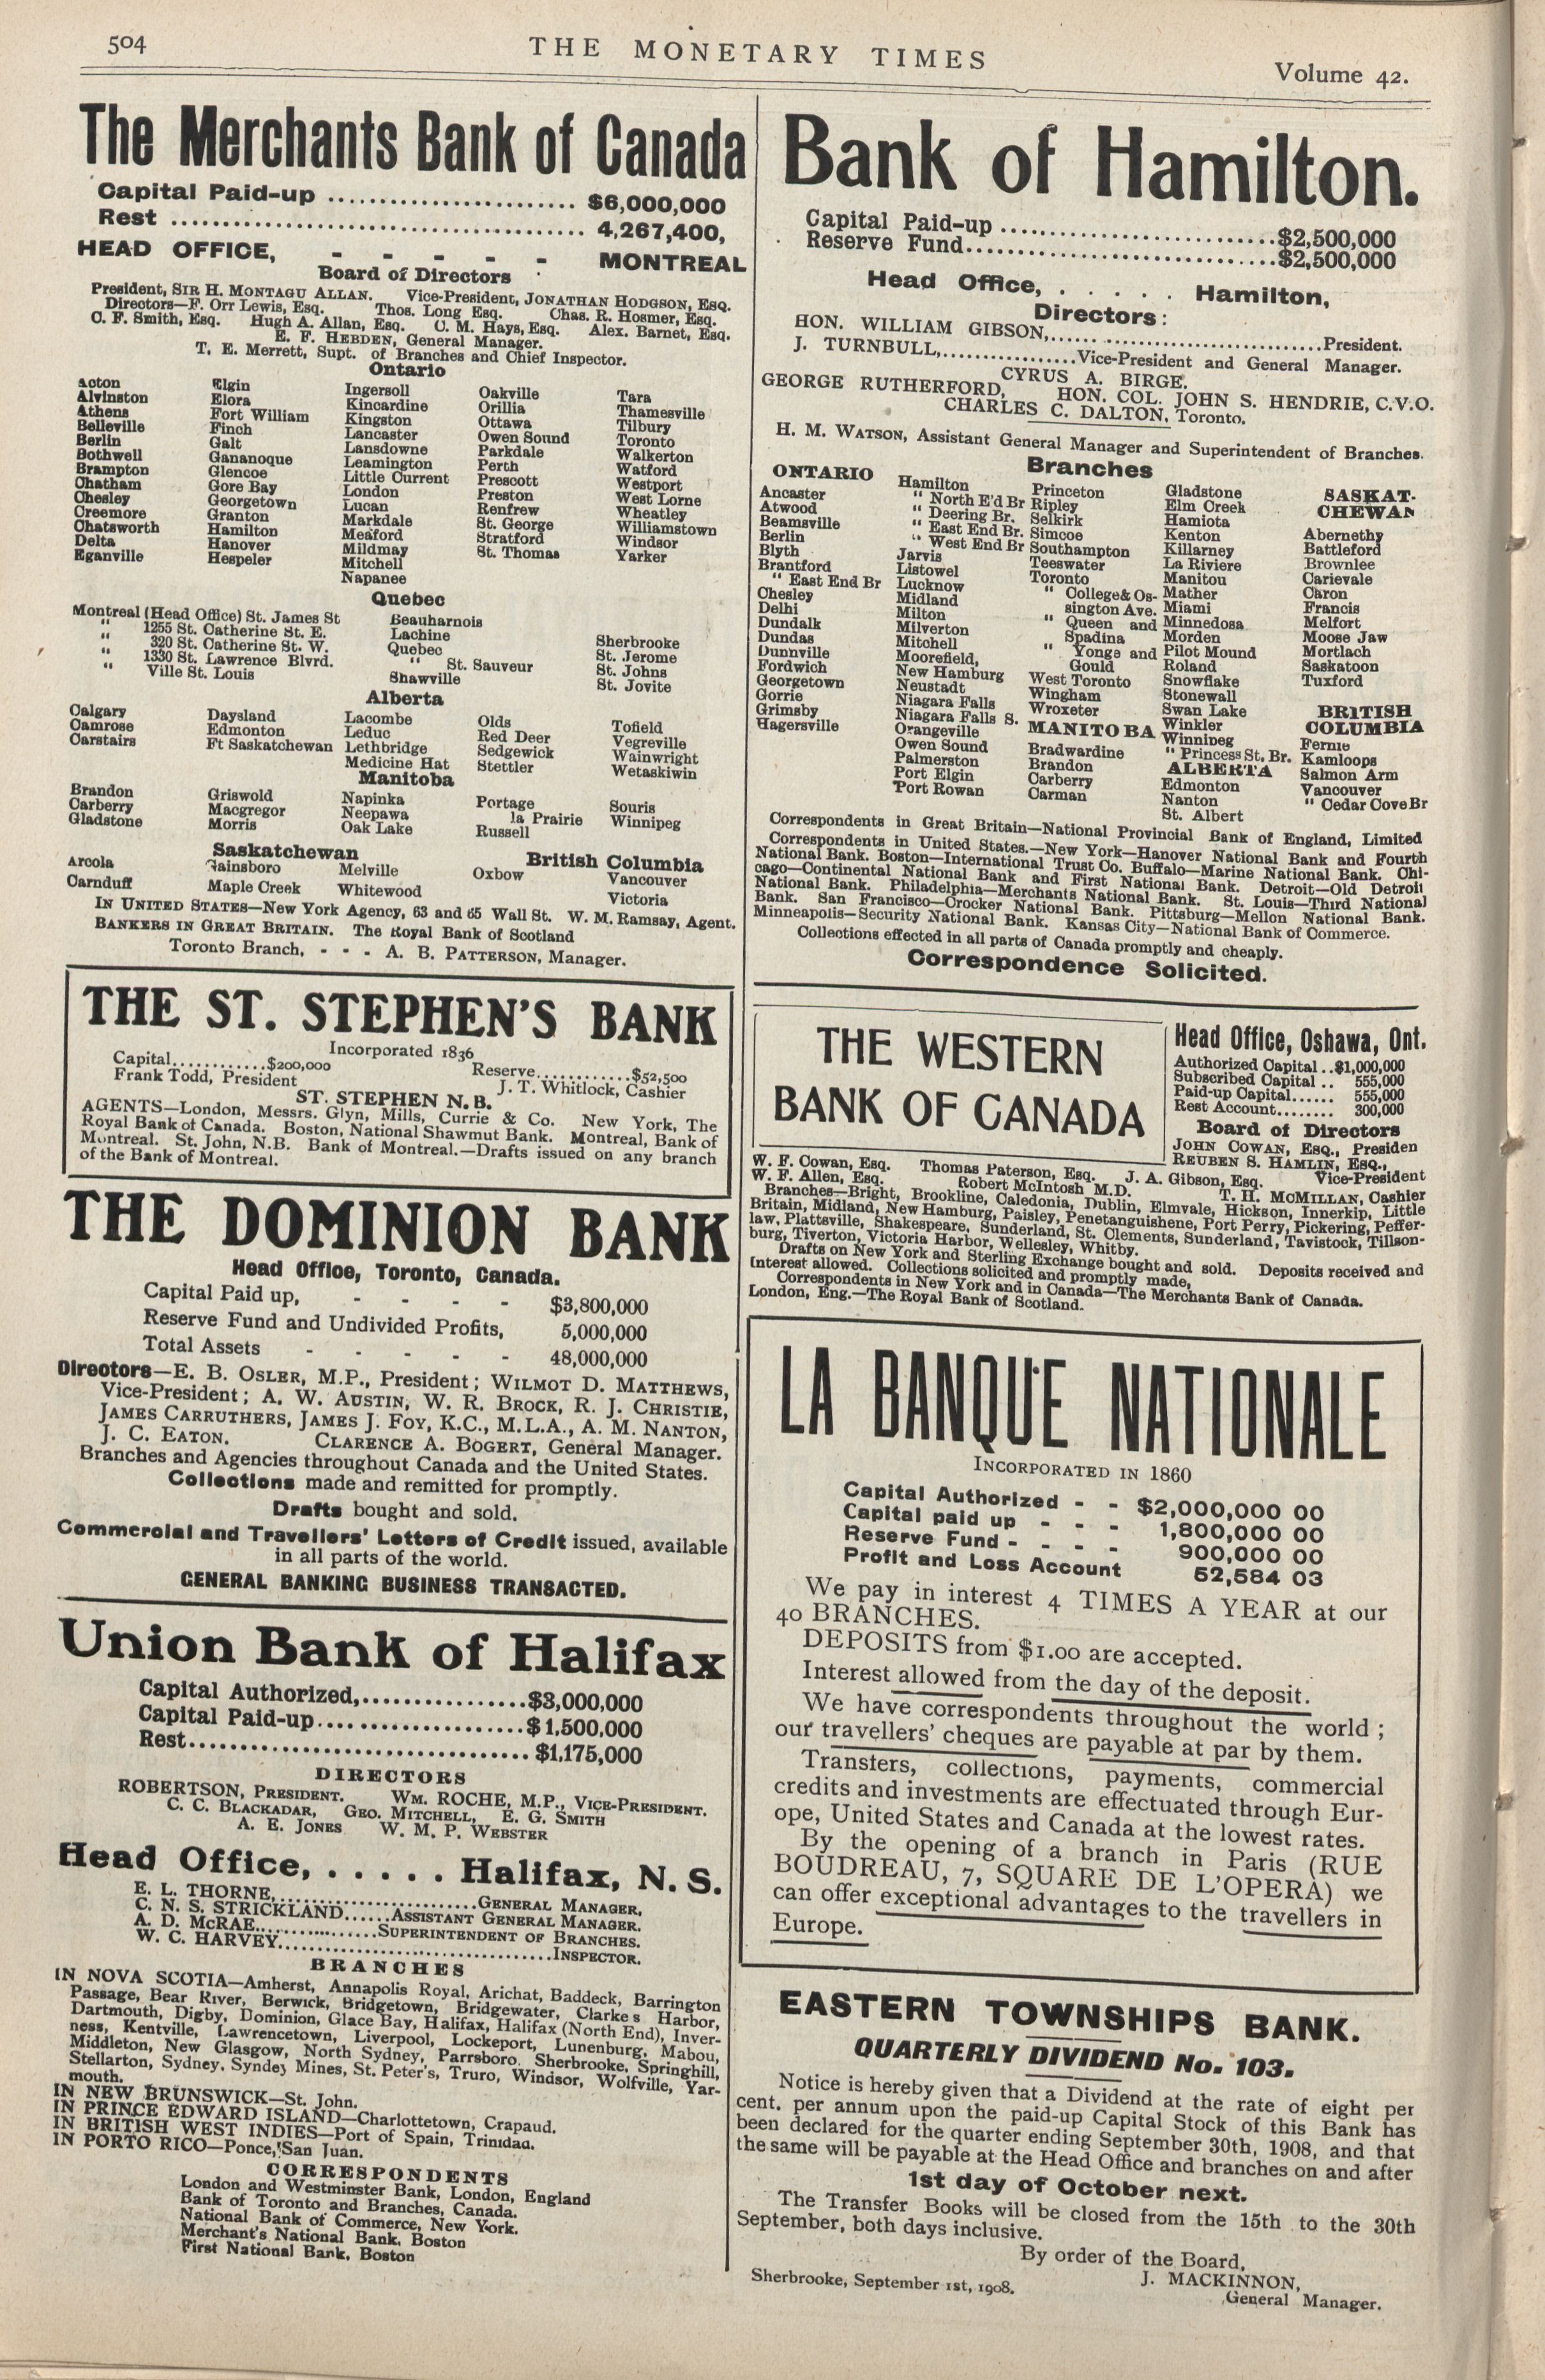 504
THE MONETARY TIMES
Volume 42.
The Merchants Bank of Canada
Capital Paid-up ........................ $6,000,000
Rest ........................................ 4,267,400,
HEAD OFFICE, - - - - - MONTREAL
Board of Directors
President, SIR H. MONTAGU ALLAN. Vice-President, JONATHAN HODGSON, ESQ.
Directors—F. Orr Lewis, Esq. Thos. Long Esq. Chas. R. Hosmer, Esq.
C. F. Smith, Esq. Hugh A. Allan, Esq. C. M. Hays, Esq. Alex. Barnet, Esq.
E. F. HEBDEN, General Manager.
T. E. Merrett, Supt. of Branches and Chief Inspector.
Ontario
Acton Elgin Ingersoll Oakville Tara
Alvinston Elora Kincardine Orillia Thamesville
Athens Fort William Kingston Ottawa Tilbury
Belleville Finch Lancaster Owen Sound Toronto
Berlin Galt Lansdowne Parkdale Walkerton
Bothwell Gananoque Leamington Perth Watford
Brampton Glencoe Little Current Prescott Westport
Chatham Gore Bay London Preston West Lorne
Chesley Georgetown Lucan Renfrew Wheatley
Creemore Granton Markdale St. George Williamstown
Chatsworth Hamilton Meaford Stratford Windsor
Delta Hanover Mildmay St. Thomas Yarker
Eganville Hespeler Mitchell
Napanee
Quebec
Montreal (Head Office) St. James St Beauharnois Sherbrooke
" 1255 St. Catherine St. E. Lachine St. Jerome
" 320 St. Catherine St. W. Quebec St. Johns
" 1330 St. Lawrence Blvrd. " St. Sauveur St. Jovite
" Ville St. Louis Shawville
Alberta
Calgary Daysland Lacombe Olds Tofield
Camrose Edmonton Leduc Red Deer Vegreville
Carstairs Ft Saskatchewan Lethbridge Sedgewick Wainwright
Medicine Hat Stettler Wetaskiwin
Manitoba
Brandon Griswold Napinka Portage Souris
Carberry Macgregor Neepawa la Prairie Winnipeg
Gladstone Morris Oak Lake Russell
Saskatchewan British Columbia
Arcola Gainsboro Melville Oxbow Vancouver
Carnduff Maple Creek Whitewood Victoria
IN UNITED STATES—New York Agency, 63 and 65 Wall St. W. M. Ramsay, Agent.
BANKERS IN GREAT BRITAIN. The Royal Bank of Scotland
Toronto Branch, - - - A. B. PATTERSON, Manager.
THE ST. STEPHEN'S BANK
Incorporated 1836
Capital............$200,000 Reserve............$52,500
Frank Todd, President J. T. Whitlock, Cashier
ST. STEPHEN N. B.
AGENTS—London, Messrs. Glyn, Mills, Currie & Co. New York, The
Royal Bank of Canada. Boston, National Shawmut Bank. Montreal, Bank of
Montreal. St. John, N.B. Bank of Montreal.—Drafts issued on any branch
of the Bank of Montreal.
THE DOMINION BANK
Head Office, Toronto, Canada.
Capital Paid up, - - - - $3,800,000
Reserve Fund and Undivided Profits, 5,000,000
Total Assets - - - - - 48,000,000
Directors—E. B. OSLER, M.P., President; WILMOT D. MATTHEWS,
Vice-President; A. W. AUSTIN, W. R. BROCK, R. J. CHRISTIE,
JAMES CARRUTHERS, JAMES J. FOY, K.C., M.L.A., A. M. NANTON,
J. C. EATON. CLARENCE A. BOGERT, General Manager.
Branches and Agencies throughout Canada and the United States.
Collections made and remitted for promptly.
Drafts bought and sold.
Commercial and Travellers' Letters of Credit issued, available
in all parts of the world.
GENERAL BANKING BUSINESS TRANSACTED.
Union Bank of Halifax
Capital Authorized,................$3,000,000
Capital Paid-up....................$1,500,000
Rest.................................$1,175,000
DIRECTORS
ROBERTSON, PRESIDENT. WM. ROCHE, M.P., VICE-PRESIDENT.
C. C. BLACKADAR, GEO. MITCHELL, E. G. SMITH
A. E. JONES W. M. P. WEBSTER
Head Office, . . . . . Halifax, N. S.
E. L. THORNE,............................GENERAL MANAGER,
C. N. S. STRICKLAND......ASSISTANT GENERAL MANAGER.
A. D. McRAE................SUPERINTENDENT OF BRANCHES.
W. C. HARVEY....................................INSPECTOR.
BRANCHES
IN NOVA SCOTIA—Amherst, Annapolis Royal, Arichat, Baddeck, Barrington
Passage, Bear River, Berwick, Bridgetown, Bridgewater, Clarke s Harbor,
Dartmouth, Digby, Dominion, Glace Bay, Halifax, Halifax (North End), Inver-
ness, Kentville, Lawrencetown, Liverpool, Lockeport, Lunenburg, Mabou,
Middleton, New Glasgow, North Sydney, Parrsboro, Sherbrooke, Springhill,
Stellarton, Sydney, Syndey Mines, St. Peter's, Truro, Windsor, Wolfville, Yar-
mouth.
IN NEW BRUNSWICK—St. John.
IN PRINCE EDWARD ISLAND—Charlottetown, Crapaud.
IN BRITISH WEST INDIES—Port of Spain, Trinidad.
IN PORTO RICO—Ponce, San Juan.
CORRESPONDENTS
London and Westminster Bank, London, England
Bank of Toronto and Branches, Canada.
National Bank of Commerce, New York.
Merchant's National Bank, Boston
First National Bank, Boston
Bank of Hamilton.
Capital Paid-up ..........................$2,500,000
Reserve Fund..............................$2,500,000
Head Office, . . . . . Hamilton,
Directors:
HON. WILLIAM GIBSON,................................President.
J. TURNBULL,.................Vice-President and General Manager.
CYRUS A. BIRGE.
GEORGE RUTHERFORD, HON. COL. JOHN S. HENDRIE, C.V.O.
CHARLES C. DALTON, Toronto.
H. M. WATSON, Assistant General Manager and Superintendent of Branches.
Branches
ONTARIO
Ancaster
Atwood
Beamsville
Berlin
Blyth
Brantford
" East End Br
Chesley
Delhi
Dundalk
Dundas
Dunnville
Fordwich
Georgetown
Gorrie
Grimsby
Hagersville
Hamilton
" North E'd Br
" Deering Br.
" East End Br.
" West End Br
Jarvis
Listowel
Lucknow
Midland
Milton
Milverton
Mitchell
Moorefield,
New Hamburg
Neustadt
Niagara Falls
Niagara Falls S.
Orangeville
Owen Sound
Palmerston
Port Elgin
Port Rowan
Princeton
Ripley
Selkirk
Simcoe
Southampton
Teeswater
Toronto
" College & Os-
sington Ave.
" Queen and
Spadina
" Yonge and
Gould
West Toronto
Wingham
Wroxeter
MANITOBA
Bradwardine
Brandon
Carberry
Carman
Gladstone
Elm Creek
Hamiota
Kenton
Killarney
La Riviere
Manitou
Mather
Miami
Minnedosa
Morden
Pilot Mound
Roland
Snowflake
Stonewall
Swan Lake
Winkler
Winnipeg
" Princess St. Br.
ALBERTA
Edmonton
Nanton
St. Albert
SASKAT-
CHEWAN
Abernethy
Battleford
Brownlee
Carievale
Caron
Francis
Melfort
Moose Jaw
Mortlach
Saskatoon
Tuxford
BRITISH
COLUMBIA
Fernie
Kamloops
Salmon Arm
Vancouver
" Cedar Cove Br
Correspondents in Great Britain—National Provincial Bank of England, Limited
Correspondents in United States.—New York—Hanover National Bank and Fourth
National Bank. Boston—International Trust Co. Buffalo—Marine National Bank. Chi-
cago—Continental National Bank and First National Bank. Detroit—Old Detroit
National Bank. Philadelphia—Merchants National Bank. St. Louis—Third National
Bank. San Francisco—Crocker National Bank. Pittsburg—Mellon National Bank.
Minneapolis—Security National Bank. Kansas City—National Bank of Commerce.
Collections effected in all parts of Canada promptly and cheaply.
Correspondence Solicited.
THE WESTERN
BANK OF CANADA
Head Office, Oshawa, Ont.
Authorized Capital ..$1,000,000
Subscribed Capital .. 555,000
Paid-up Capital...... 555,000
Rest Account........ 300,000
Board of Directors
JOHN COWAN, ESQ., Presiden
REUBEN S. HAMLIN, ESQ.,
Vice-President
W. F. Cowan, Esq. Thomas Paterson, Esq. J. A. Gibson, Esq.
W. F. Allen, Esq. Robert McIntosh M.D. T. H. MCMILLAN, Cashier
Branches—Bright, Brookline, Caledonia, Dublin, Elmvale, Hickson, Innerkip, Little
Britain, Midland, New Hamburg, Paisley, Penetanguishene, Port Perry, Pickering, Peffer-
law, Plattsville, Shakespeare, Sunderland, St. Clements, Sunderland, Tavistock, Tillson-
burg, Tiverton, Victoria Harbor, Wellesley, Whitby.
Drafts on New York and Sterling Exchange bought and sold. Deposits received and
Interest allowed. Collections solicited and promptly made,
Correspondents in New York and in Canada—The Merchants Bank of Canada.
London, Eng.—The Royal Bank of Scotland.
LA BANQUE NATIONALE
INCORPORATED IN 1860
Capital Authorized - - $2,000,000 00
Capital paid up - - - 1,800,000 00
Reserve Fund - - - - 900,000 00
Profit and Loss Account 52,584 03
We pay in interest 4 TIMES A YEAR at our
40 BRANCHES.
DEPOSITS from $1.00 are accepted.
Interest allowed from the day of the deposit.
We have correspondents throughout the world;
our travellers' cheques are payable at par by them.
Transfers, collections, payments, commercial
credits and investments are effectuated through Eur-
ope, United States and Canada at the lowest rates.
By the opening of a branch in Paris (RUE
BOUDREAU, 7, SQUARE DE L'OPERA) we
can offer exceptional advantages to the travellers in
Europe.
EASTERN TOWNSHIPS BANK.
QUARTERLY DIVIDEND No. 103.
Notice is hereby given that a Dividend at the rate of eight per
cent. per annum upon the paid-up Capital Stock of this Bank has
been declared for the quarter ending September 30th, 1908, and that
the same will be payable at the Head Office and branches on and after
1st day of October next.
The Transfer Books will be closed from the 15th to the 30th
September, both days inclusive.
By order of the Board,
J. MACKINNON,
Sherbrooke, September 1st, 1908. General Manager.